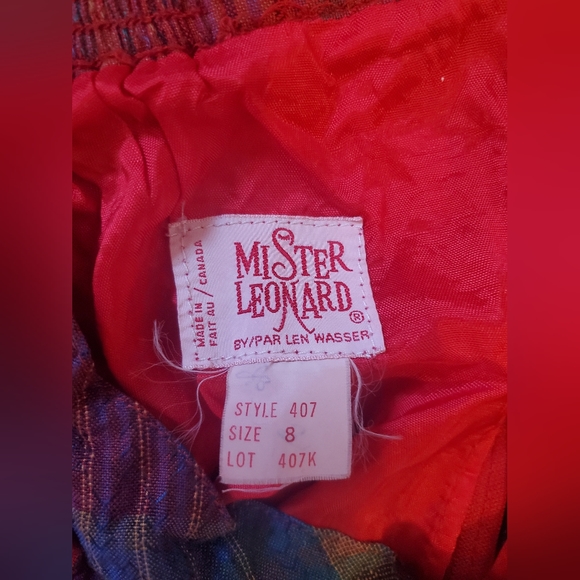 MADE IN / CANADA
FAIT AU
MISTER
LEONARD ®
BY/PAR LEN WASSER
STYLE 407
SIZE 8
LOT 407K